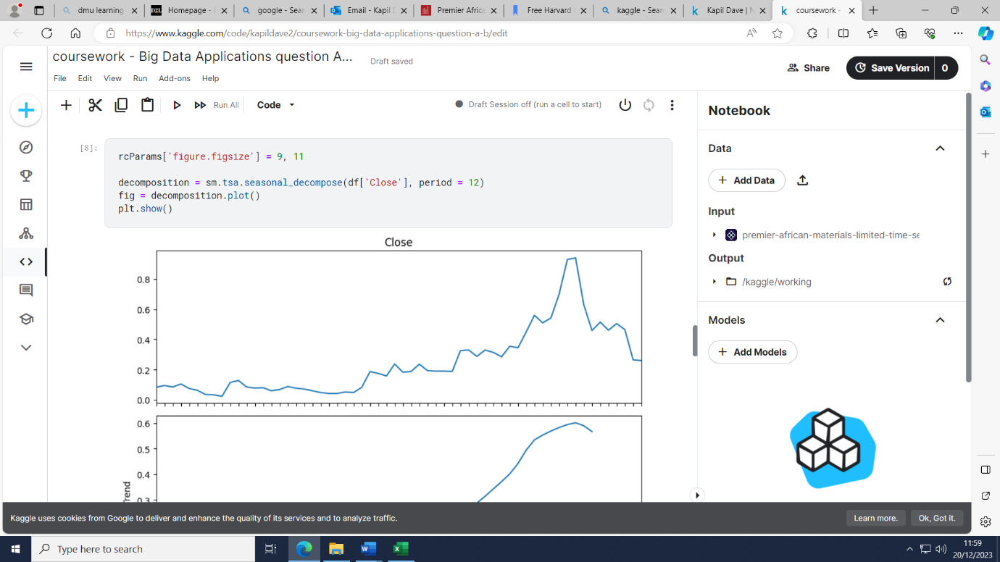 dmu learning
Homepage -
google - Sear
Email - Kapil D
Premier Africa
Free Harvard
kaggle - Searc
Kapil Dave | N
coursework -
https://www.kaggle.com/code/kapildave2/coursework-big-data-applications-question-a-b/edit
coursework - Big Data Applications question A...
Draft saved
File Edit View Run Add-ons Help
Share
Save Version 0
Run All
Code
Draft Session off (run a cell to start)
Notebook
[8]:
rcParams['figure.figsize'] = 9, 11
decomposition = sm.tsa.seasonal_decompose(df['Close'], period = 12)
fig = decomposition.plot()
plt.show()
Close
0.8
0.6
0.4
0.2
0.0
0.6
0.5
0.4
0.3
Trend
Data
Add Data
Input
premier-african-materials-limited-time-se
Output
/kaggle/working
Models
Add Models
Kaggle uses cookies from Google to deliver and enhance the quality of its services and to analyze traffic.
Learn more.
Ok, Got it.
Type here to search
11:59
20/12/2023